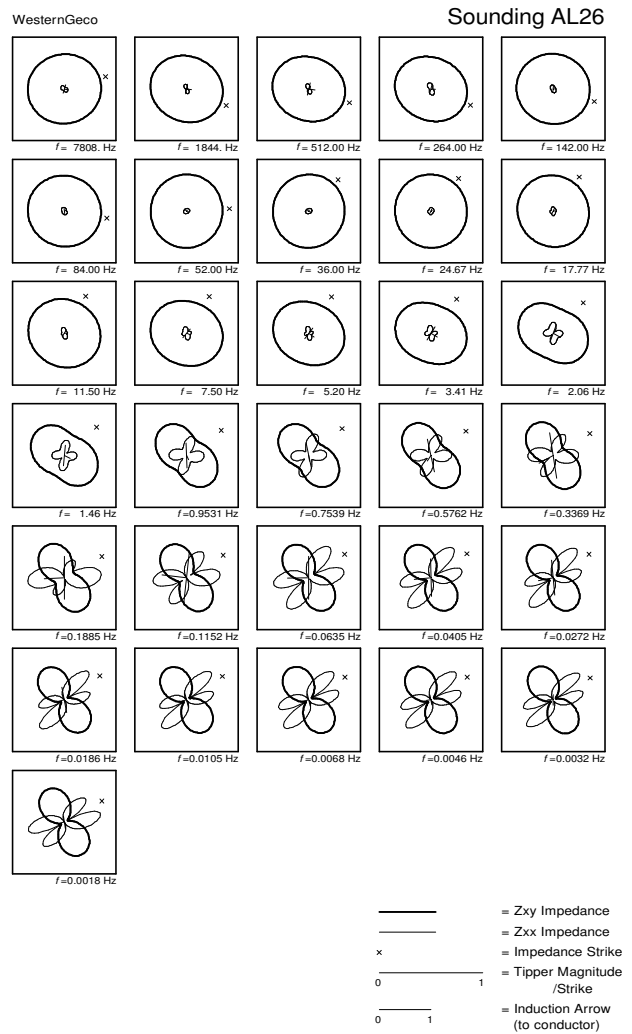 WesternGeco Sounding AL26
f = 7808. Hz f = 1844. Hz f = 512.00 Hz f = 264.00 Hz f = 142.00 Hz
f = 84.00 Hz f = 52.00 Hz f = 36.00 Hz f = 24.67 Hz f = 17.77 Hz
f = 11.50 Hz f = 7.50 Hz f = 5.20 Hz f = 3.41 Hz f = 2.06 Hz
f = 1.46 Hz f =0.9531 Hz f =0.7539 Hz f =0.5762 Hz f =0.3369 Hz
f =0.1885 Hz f =0.1152 Hz f =0.0635 Hz f =0.0405 Hz f =0.0272 Hz
f =0.0186 Hz f =0.0105 Hz f =0.0068 Hz f =0.0046 Hz f =0.0032 Hz
f =0.0018 Hz
= Zxy Impedance
= Zxx Impedance
× = Impedance Strike
= Tipper Magnitude
0 1 /Strike
= Induction Arrow
0 1 (to conductor)